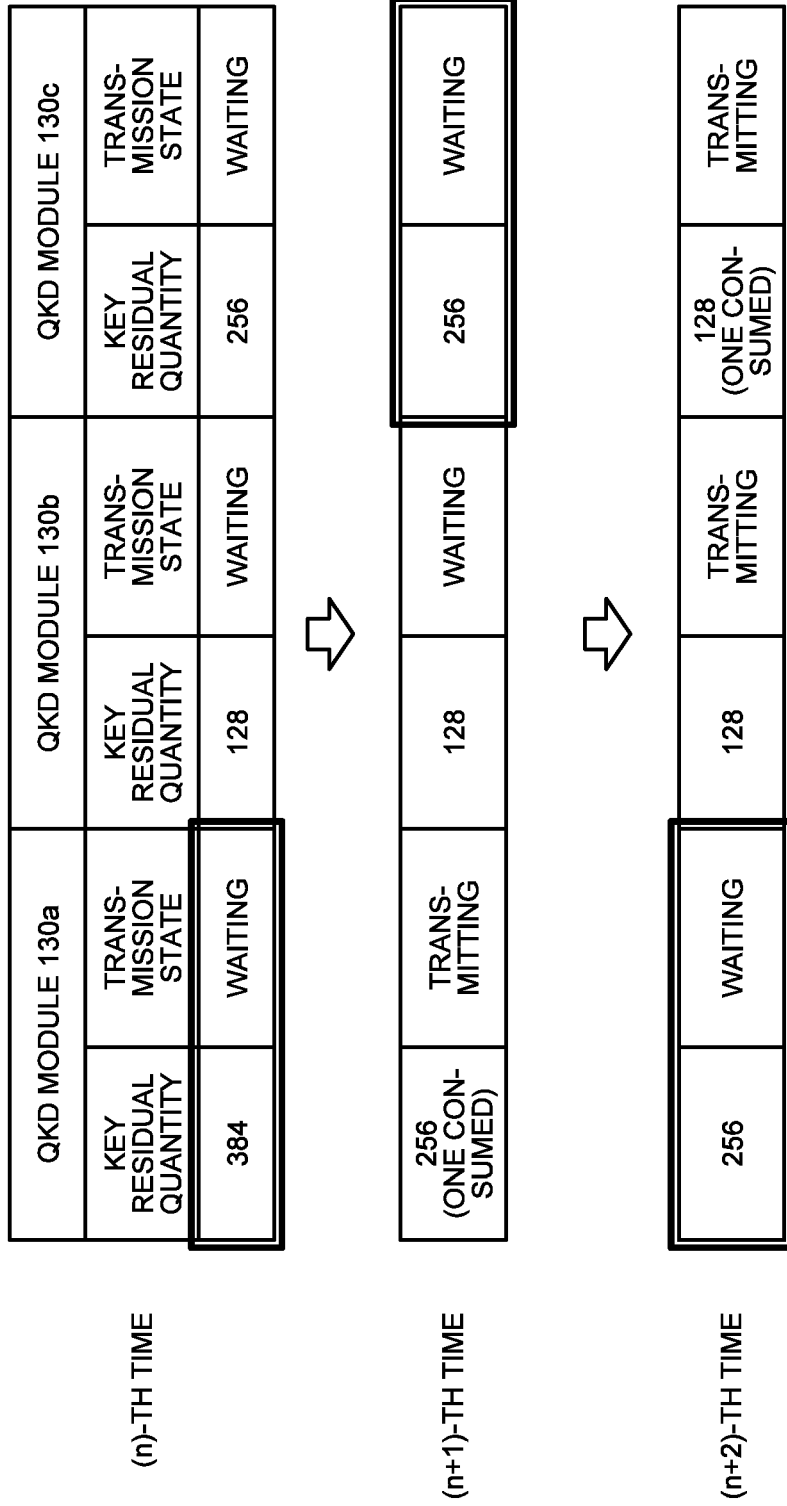 QKD MODULE 130a
QKD MODULE 130b
QKD MODULE 130c
KEY
RESIDUAL
QUANTITY
TRANS-
MISSION
STATE
KEY
RESIDUAL
QUANTITY
TRANS-
MISSION
STATE
KEY
RESIDUAL
QUANTITY
TRANS-
MISSION
STATE
(n)-TH TIME
384
WAITING
128
WAITING
256
WAITING
(n+1)-TH TIME
256
(ONE CON-
SUMED)
TRANS-
MITTING
128
WAITING
256
WAITING
(n+2)-TH TIME
256
WAITING
128
TRANS-
MITTING
128
(ONE CON-
SUMED)
TRANS-
MITTING